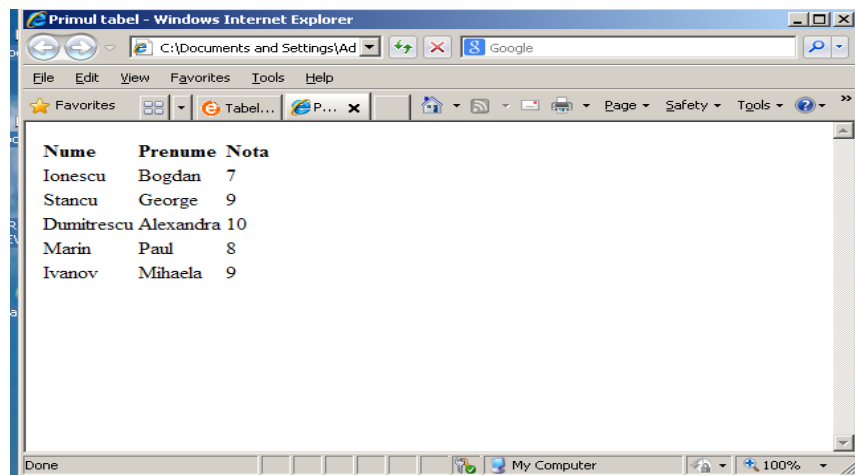 Primul tabel - Windows Internet Explorer
C:\Documents and Settings\Ad
Google
File Edit View Favorites Tools Help
Favorites Tabel... P... Page Safety Tools »
Nume Prenume Nota
Ionescu Bogdan 7
Stancu George 9
Dumitrescu Alexandra 10
Marin Paul 8
Ivanov Mihaela 9
Done My Computer 100%